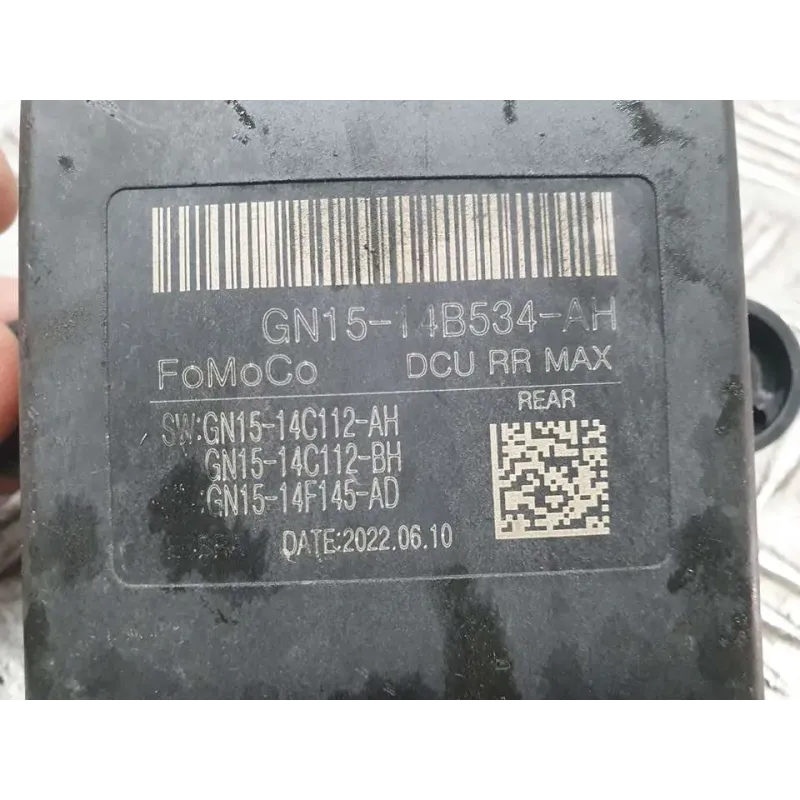 GN15-14B534-AH
FoMoCo DCU RR MAX
REAR
SW:GN15-14C112-AH
GN15-14C112-BH
:GN15-14F145-AD
DATE:2022.06.10